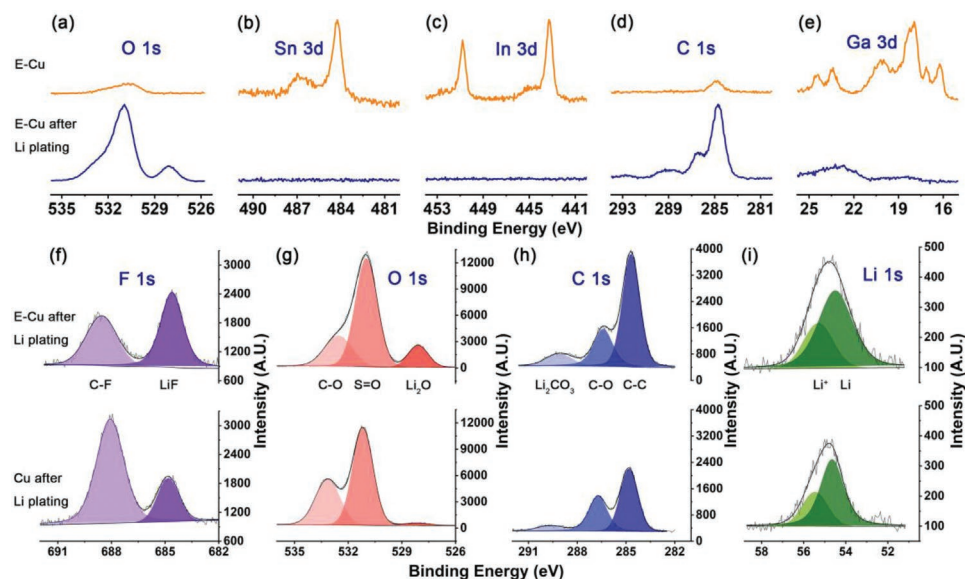 (a) (b) (c) (d) (e)
O 1s Sn 3d In 3d C 1s Ga 3d
E-Cu
E-Cu after
Li plating
535 532 529 526 490 487 484 481 453 449 445 441 293 289 285 281 25 22 19 16
Binding Energy (eV)
(f) (g) (h) (i)
F 1s O 1s C 1s Li 1s
E-Cu after
Li plating
3000
2400
1800
1200
600
12000
9000
6000
3000
0
4000
3200
2400
1600
800
0
500
400
300
200
100
C-F LiF C-O S=O Li₂O Li₂CO₃ C-O C-C Li⁺ Li
Intensity (A.U.) Intensity (A.U.) Intensity (A.U.) Intensity (A.U.)
Cu after
Li plating
3000
2400
1800
1200
600
12000
9000
6000
3000
0
4000
3200
2400
1600
800
0
500
400
300
200
100
691 688 685 682 535 532 529 526 291 288 285 282 58 56 54 52
Binding Energy (eV)